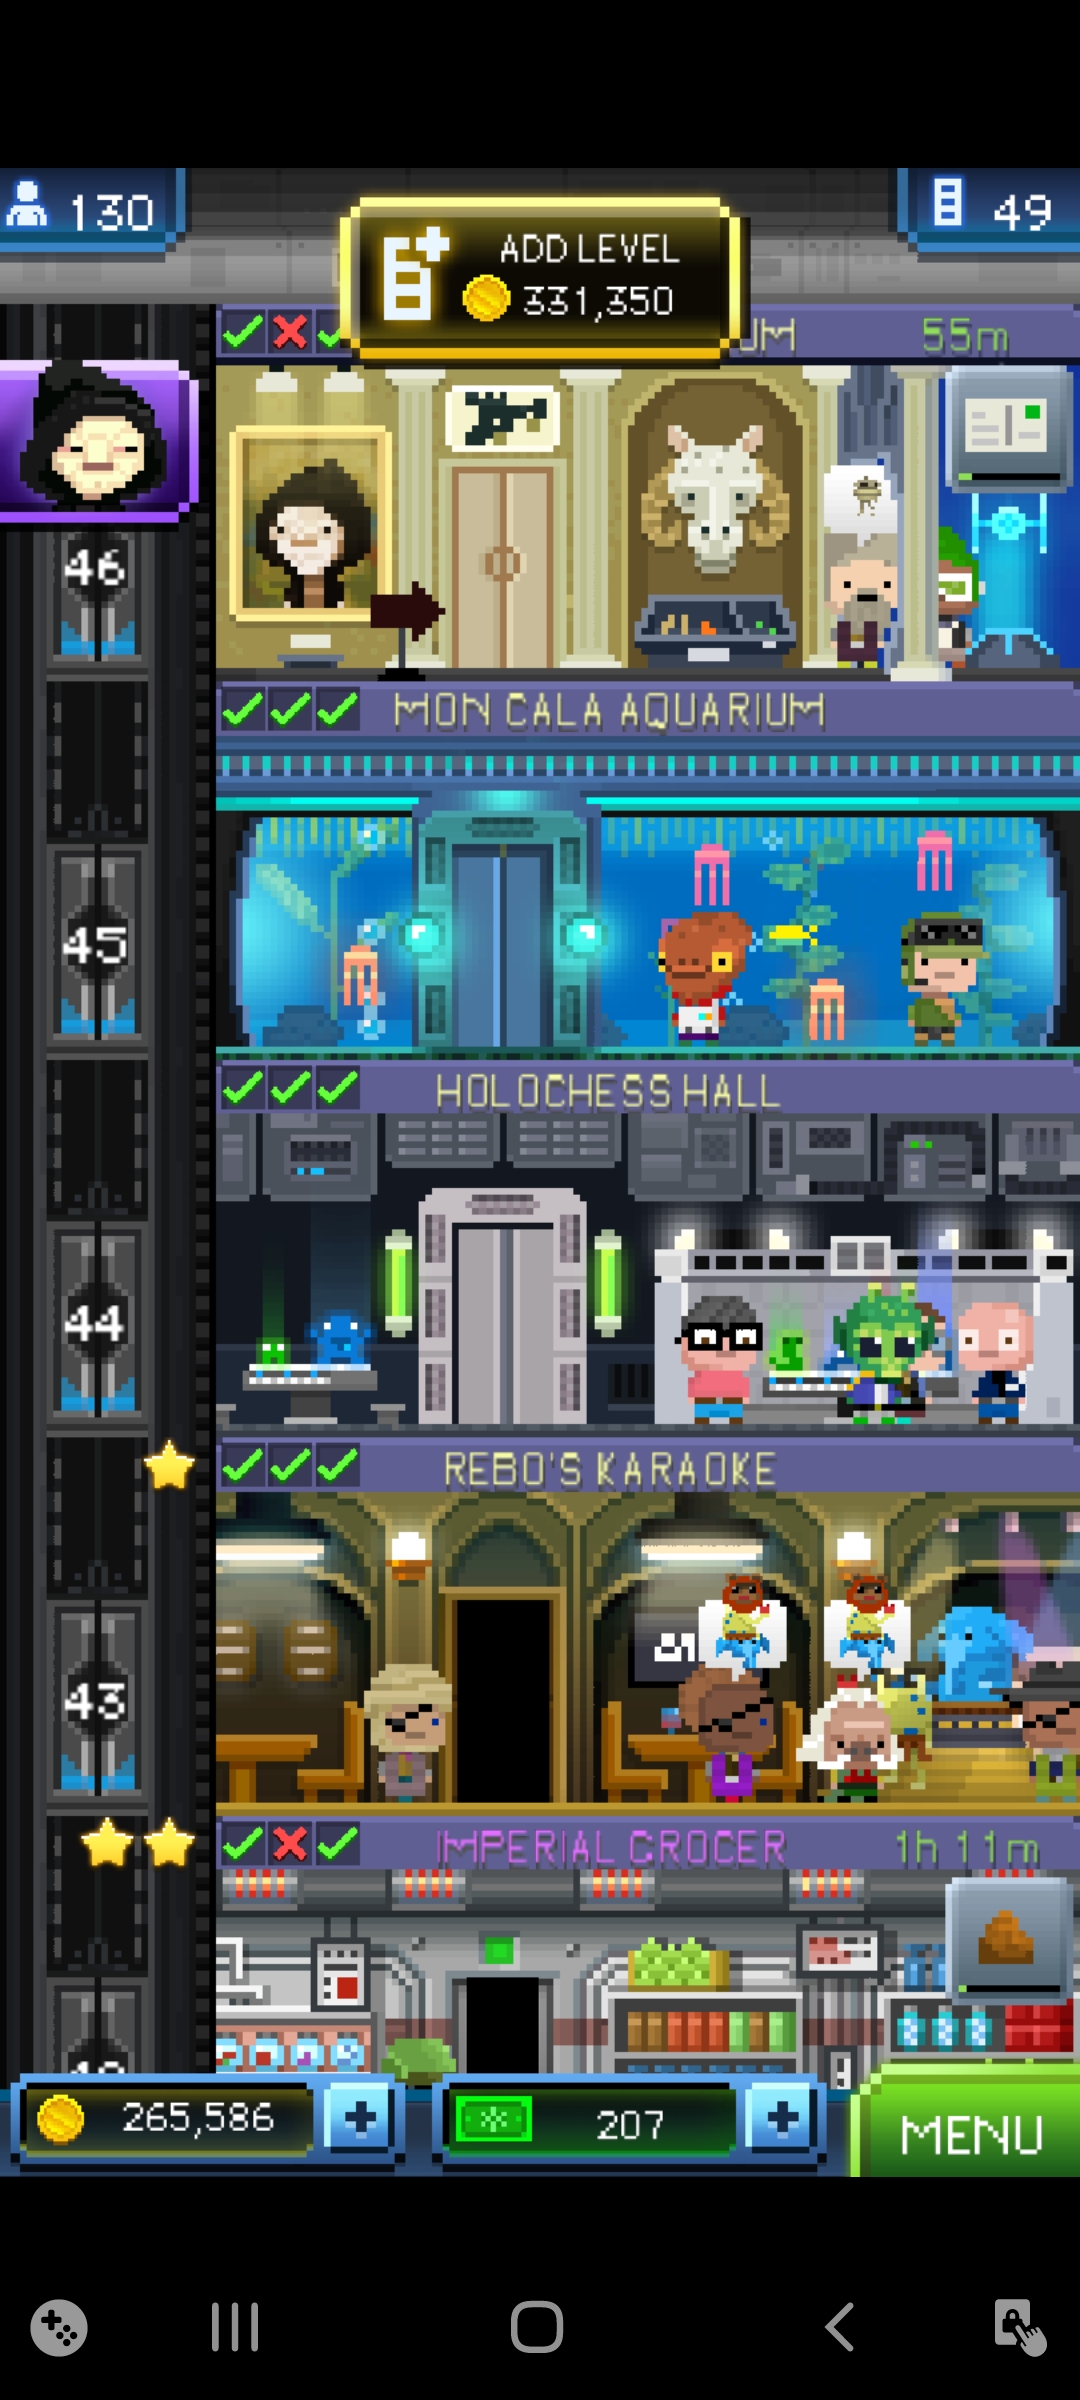 130
ADD LEVEL
331,350
49
UM
55m
46
MON CALA AQUARIUM
45
HOLOCHESS HALL
44
REBO'S KARAOKE
43
IMPERIAL GROCER
1h 11m
265,586
207
MENU